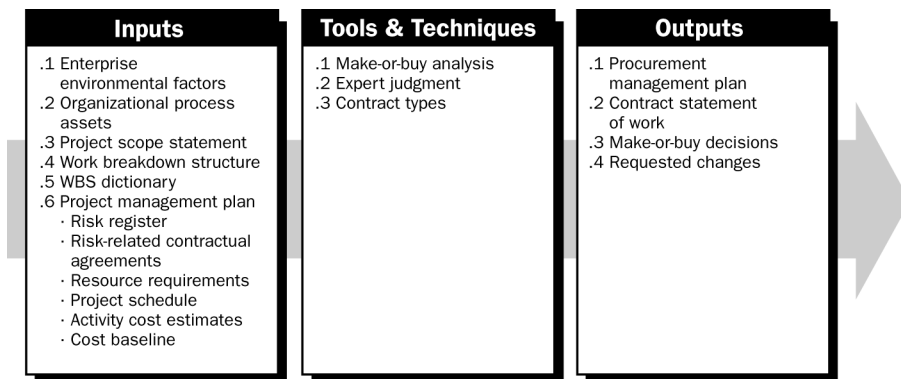 Inputs
.1 Enterprise
environmental factors
.2 Organizational process
assets
.3 Project scope statement
.4 Work breakdown structure
.5 WBS dictionary
.6 Project management plan
· Risk register
· Risk-related contractual
agreements
· Resource requirements
· Project schedule
· Activity cost estimates
· Cost baseline
Tools & Techniques
.1 Make-or-buy analysis
.2 Expert judgment
.3 Contract types
Outputs
.1 Procurement
management plan
.2 Contract statement
of work
.3 Make-or-buy decisions
.4 Requested changes